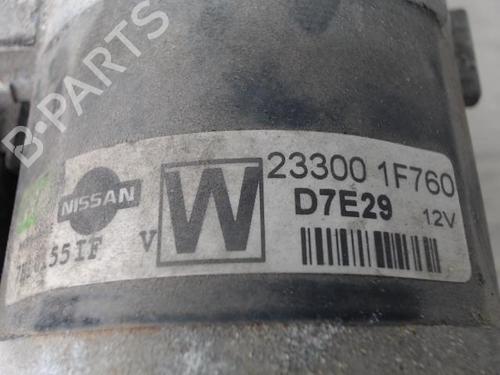 B-PARTS
NISSAN
V
W
23300 1F760
D7E29
12V